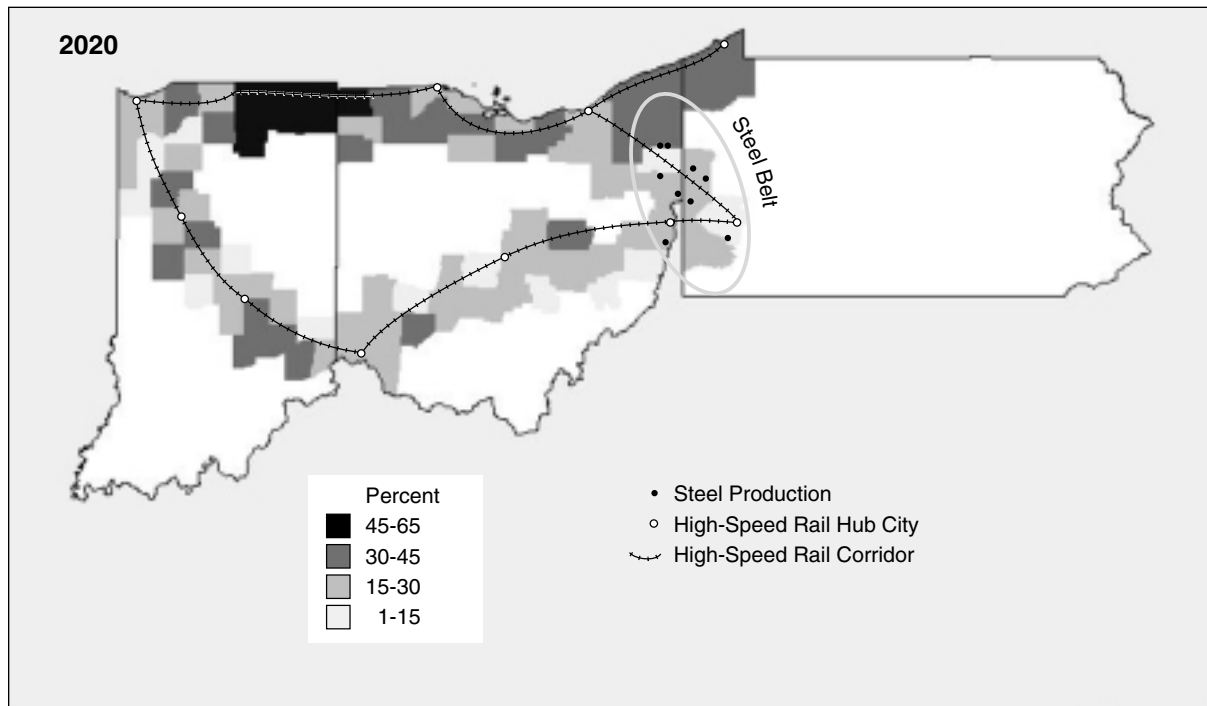 2020
Steel Belt
Percent
45-65
30-45
15-30
1-15
Steel Production
High-Speed Rail Hub City
High-Speed Rail Corridor